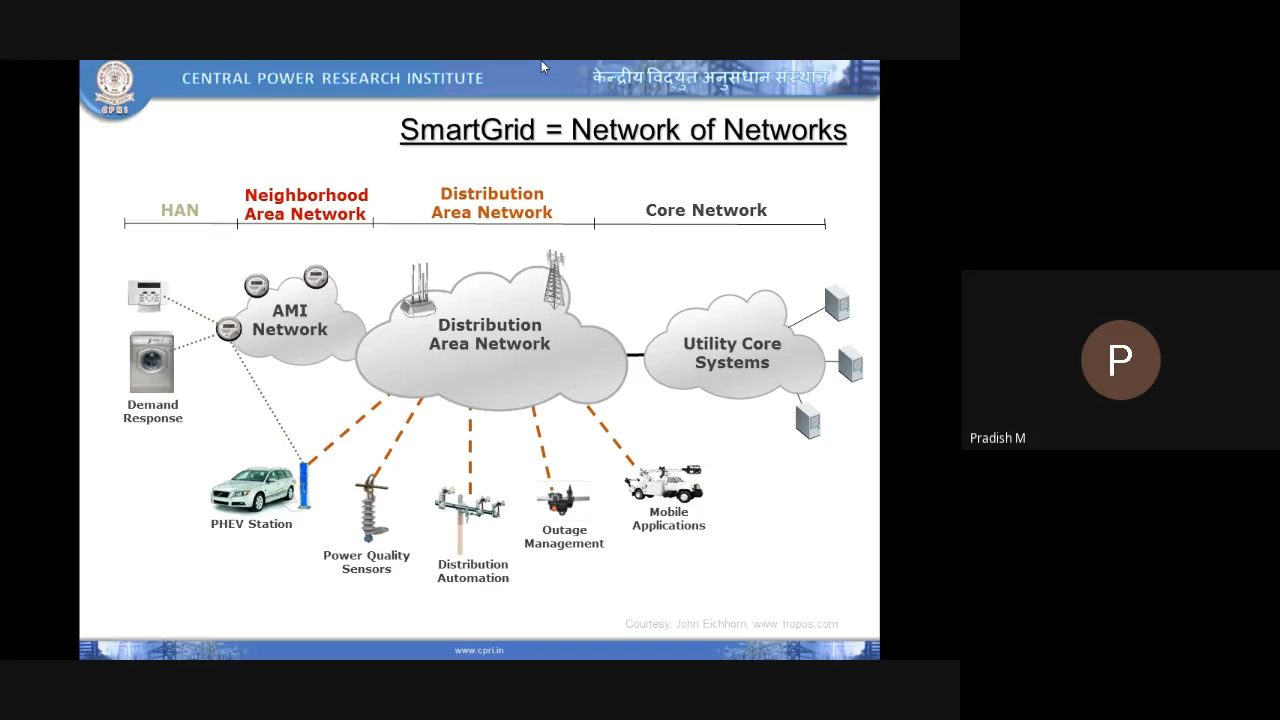 CENTRAL POWER RESEARCH INSTITUTE
केन्द्रीय विद्युत अनुसंधान संस्थान
CPRI
SmartGrid = Network of Networks
HAN
Neighborhood
Area Network
Distribution
Area Network
Core Network
AMI
Network
Distribution
Area Network
Utility Core
Systems
Demand
Response
PHEV Station
Power Quality
Sensors
Distribution
Automation
Outage
Management
Mobile
Applications
Courtesy: John Eichhorn, www. tropos.com
www.cpri.in
P
Pradish M